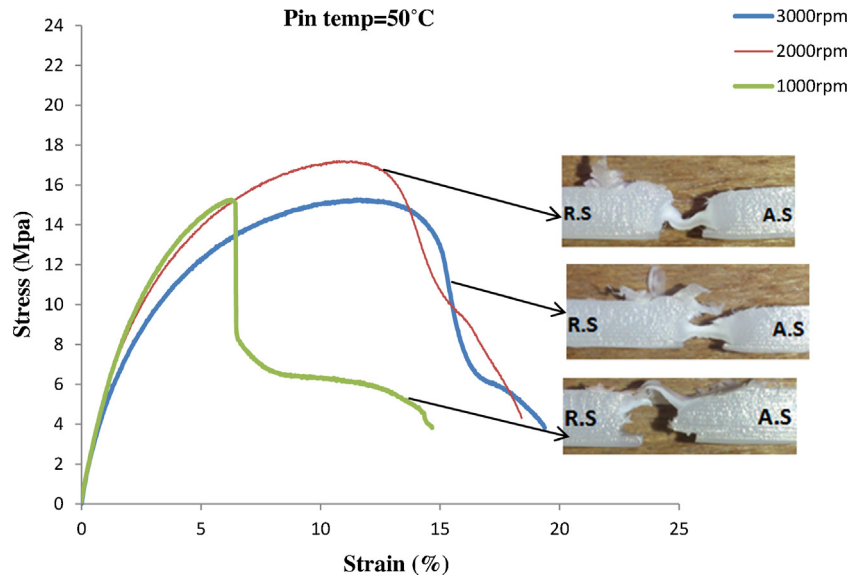 Pin temp=50°C
3000rpm
2000rpm
1000rpm
24
22
20
18
16
14
12
10
8
6
4
2
0
Stress (Mpa)
0 5 10 15 20 25
Strain (%)
R.S A.S
R.S A.S
R.S A.S